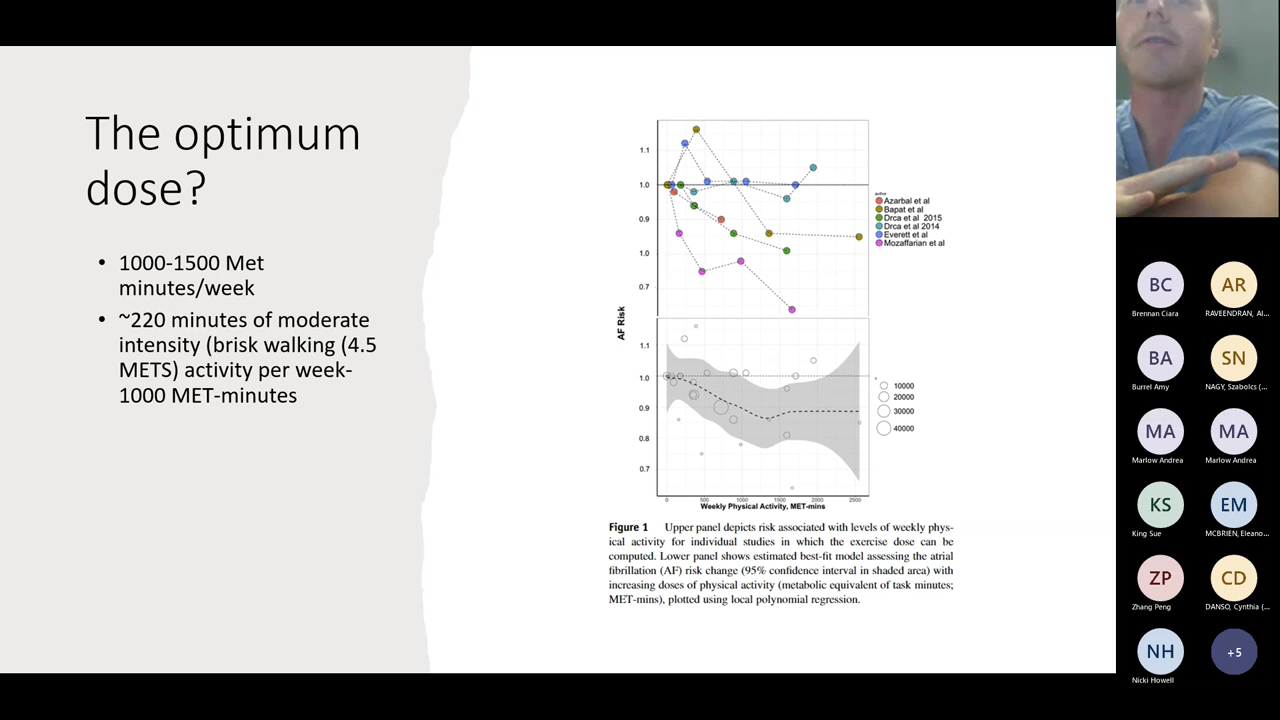 The optimum
dose?
• 1000-1500 Met
minutes/week
• ~220 minutes of moderate
intensity (brisk walking (4.5
METS) activity per week-
1000 MET-minutes
AF Risk
1.1
1.0
0.9
1.0
0.7
author
Azarbal et al
Bapat et al
Drca et al 2015
Drca et al 2014
Everett et al
Mozaffarian et al
1.1
1.0
0.9
0.8
0.7
10000
20000
30000
40000
0 500 1000 1500 2000 2500
Weekly Physical Activity, MET-mins
Figure 1 Upper panel depicts risk associated with levels of weekly phys-
ical activity for individual studies in which the exercise dose can be
computed. Lower panel shows estimated best-fit model assessing the atrial
fibrillation (AF) risk change (95% confidence interval in shaded area) with
increasing doses of physical activity (metabolic equivalent of task minutes;
MET-mins), plotted using local polynomial regression.
BC AR
Brennan Ciara RAVEENDRAN, Al...
BA SN
Burrel Amy NAGY, Szabolcs (...
MA MA
Marlow Andrea Marlow Andrea
KS EM
King Sue MCBRIEN, Eleano...
ZP CD
Zhang Peng DANSO, Cynthia (...
NH +5
Nicki Howell